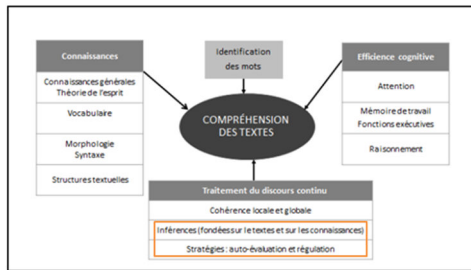 Connaissances
Connaissances générales
Théorie de l'esprit
Vocabulaire
Morphologie
Syntaxe
Structures textuelles
Identification
des mots
Efficience cognitive
Attention
Mémoire de travail
Fonctions exécutives
Raisonnement
COMPRÉHENSION
DES TEXTES
Traitement du discours continu
Cohérence locale et globale
Inférences (fondées sur le textes et sur les connaissances)
Stratégies : auto-évaluation et régulation